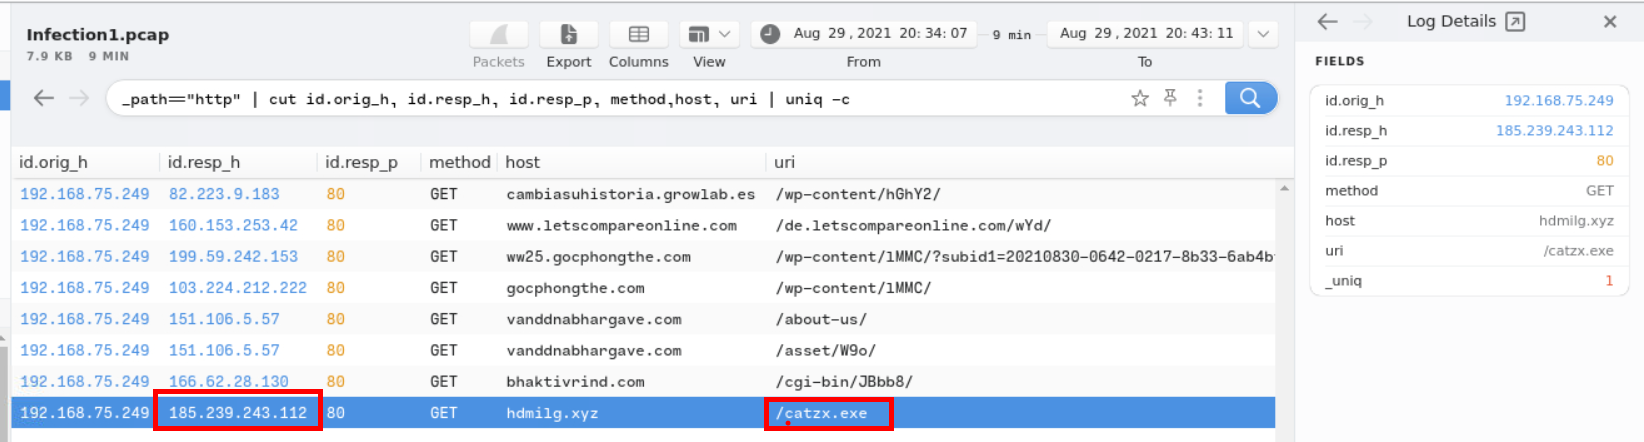 Infection1.pcap
7.9 KB 9 MIN
Packets
Export
Columns
View
Aug 29, 2021 20:34:07
From
9 min
Aug 29, 2021 20:43:11
To
_path=="http" | cut id.orig_h, id.resp_h, id.resp_p, method,host, uri | uniq -c
id.orig_h id.resp_h id.resp_p method host uri
192.168.75.249 82.223.9.183 80 GET cambiasuhistoria.growlab.es /wp-content/hGhY2/
192.168.75.249 160.153.253.42 80 GET www.letscompareonline.com /de.letscompareonline.com/wYd/
192.168.75.249 199.59.242.153 80 GET ww25.gocphongthe.com /wp-content/lMMC/?subid1=20210830-0642-0217-8b33-6ab4b
192.168.75.249 103.224.212.222 80 GET gocphongthe.com /wp-content/lMMC/
192.168.75.249 151.106.5.57 80 GET vanddnabhargave.com /about-us/
192.168.75.249 151.106.5.57 80 GET vanddnabhargave.com /asset/W9o/
192.168.75.249 166.62.28.130 80 GET bhaktivrind.com /cgi-bin/JBbb8/
192.168.75.249 185.239.243.112 80 GET hdmilg.xyz /catzx.exe
Log Details
FIELDS
id.orig_h 192.168.75.249
id.resp_h 185.239.243.112
id.resp_p 80
method GET
host hdmilg.xyz
uri /catzx.exe
_uniq 1